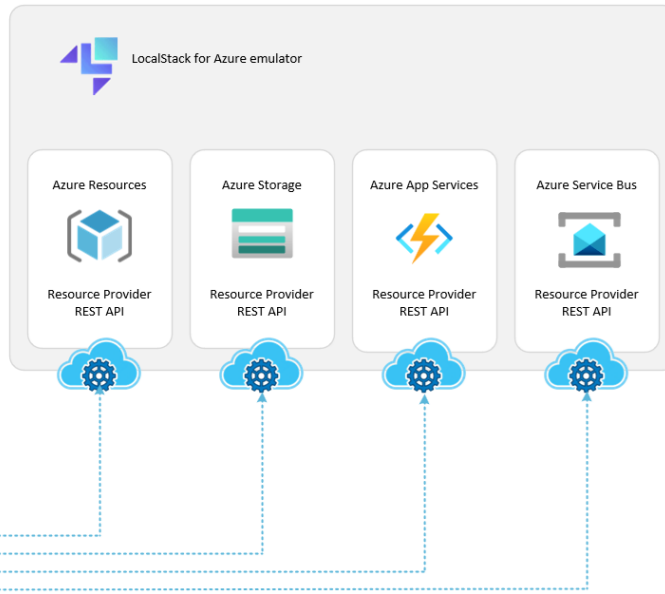 LocalStack for Azure emulator
Azure Resources
Azure Storage
Azure App Services
Azure Service Bus
Resource Provider
REST API
Resource Provider
REST API
Resource Provider
REST API
Resource Provider
REST API